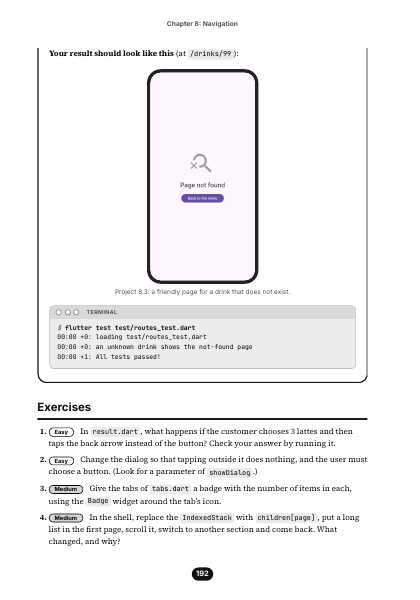 Chapter 8: Navigation
Your result should look like this (at /drinks/99):
Page not found
Back to the menu
Project 8.3: a friendly page for a drink that does not exist.
TERMINAL
$ flutter test test/routes_test.dart
00:00 +0: loading test/routes_test.dart
00:00 +0: an unknown drink shows the not-found page
00:00 +1: All tests passed!
Exercises
1. Easy In result.dart, what happens if the customer chooses 3 lattes and then
taps the back arrow instead of the button? Check your answer by running it.
2. Easy Change the dialog so that tapping outside it does nothing, and the user must
choose a button. (Look for a parameter of showDialog.)
3. Medium Give the tabs of tabs.dart a badge with the number of items in each,
using the Badge widget around the tab's icon.
4. Medium In the shell, replace the IndexedStack with children[page], put a long
list in the first page, scroll it, switch to another section and come back. What
changed, and why?
192